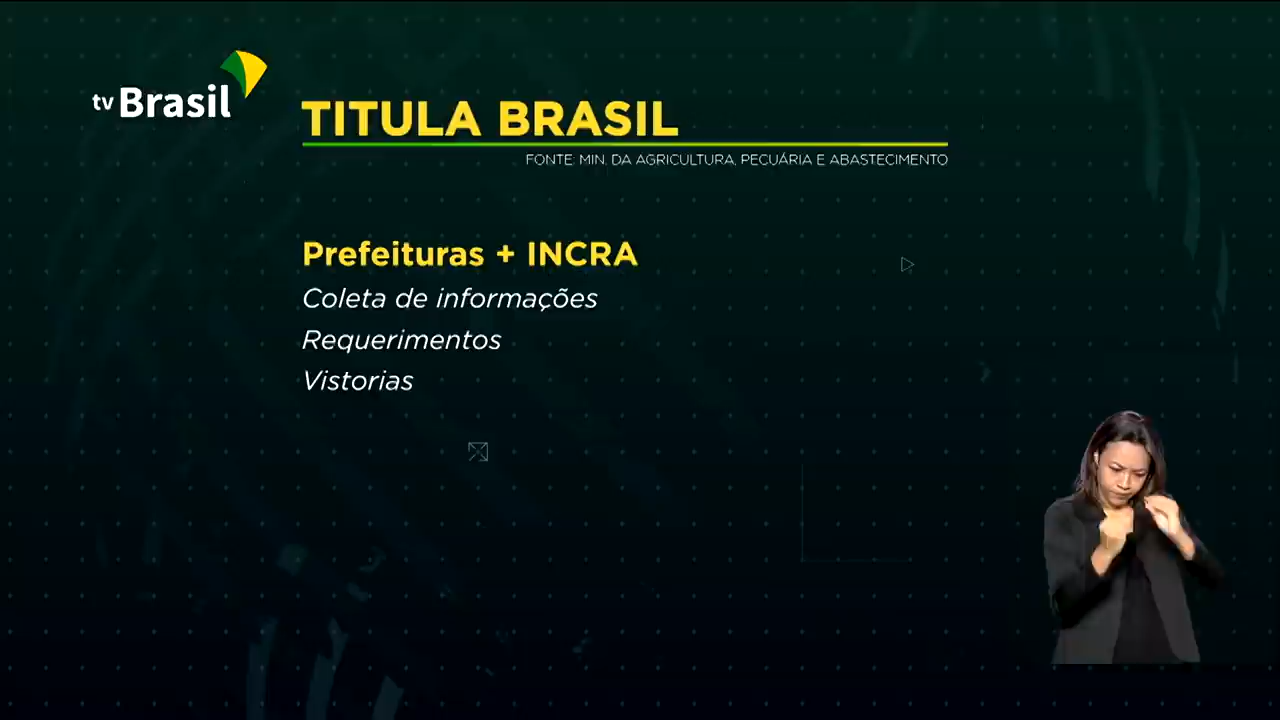 tv Brasil
TITULA BRASIL
FONTE: MIN. DA AGRICULTURA, PECUÁRIA E ABASTECIMENTO
Prefeituras + INCRA
Coleta de informações
Requerimentos
Vistorias